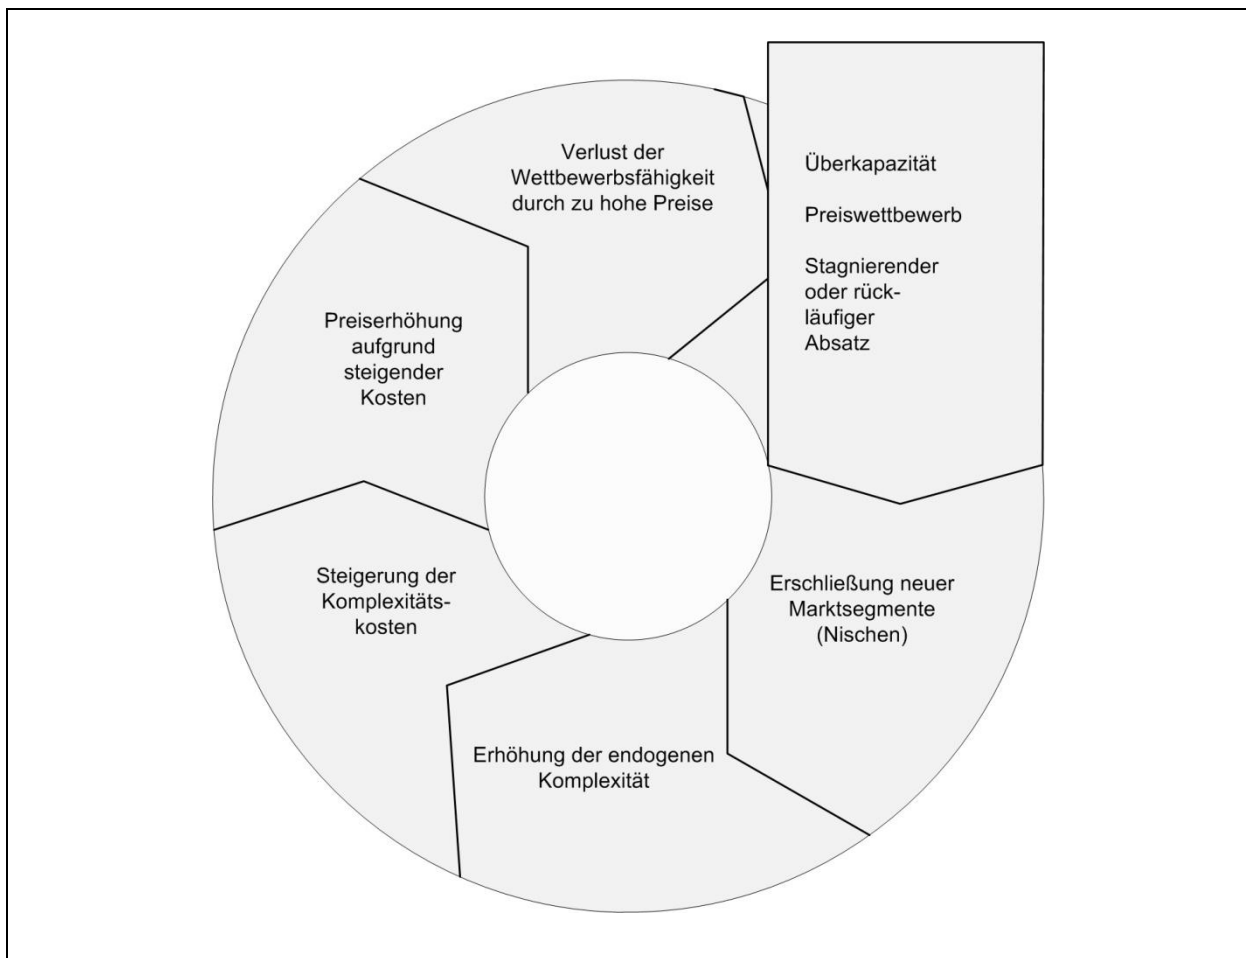 Überkapazität
Preiswettbewerb
Stagnierender
oder rück-
läufiger
Absatz
Erschließung neuer
Marktsegmente
(Nischen)
Erhöhung der endogenen
Komplexität
Steigerung der
Komplexitäts-
kosten
Preiserhöhung
aufgrund
steigender
Kosten
Verlust der
Wettbewerbsfähigkeit
durch zu hohe Preise